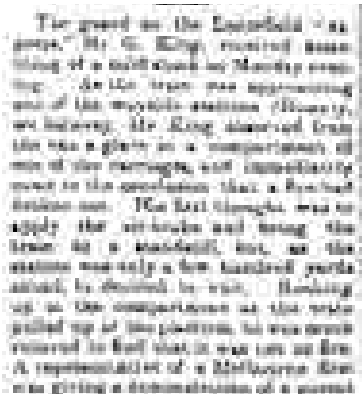 The guard on the "ex-
press," Mr G. King, received some-
thing of a mild shock on Monday even-
ing. As the train was approaching
one of the wayside stations
Mr King observed from
the van a glare in a compartment of
one of the carriages, and immediately
came to the conclusion that a fire had
broken out. His first thought was to
apply the air-brake and bring the
train to a standstill, but, as the
station was only a few hundred yards
ahead, he decided to wait.
up to the compartment as the train
pulled up at the platform, he was much
relieved to find that it was not on fire.
A representative of a Melbourne firm
was giving a demonstration of a patent